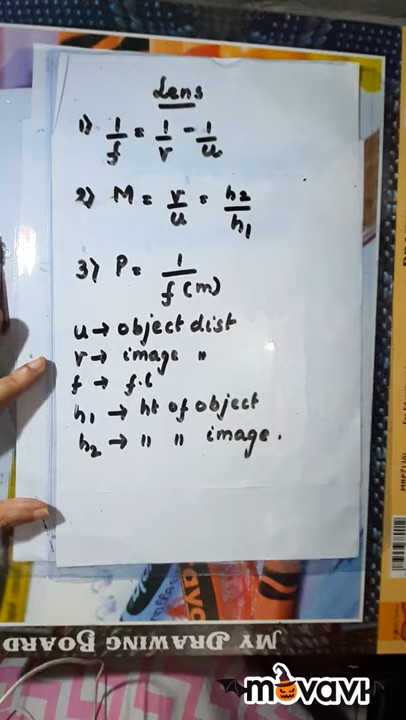 Lens
1) 1/f = 1/v - 1/u
2) M = v/u = h2/h1
3) P = 1/f (m)
u → object dist
v → image "
f → f.l
h1 → ht of object
h2 → " " image.
MY DRAWING BOARD
movavi